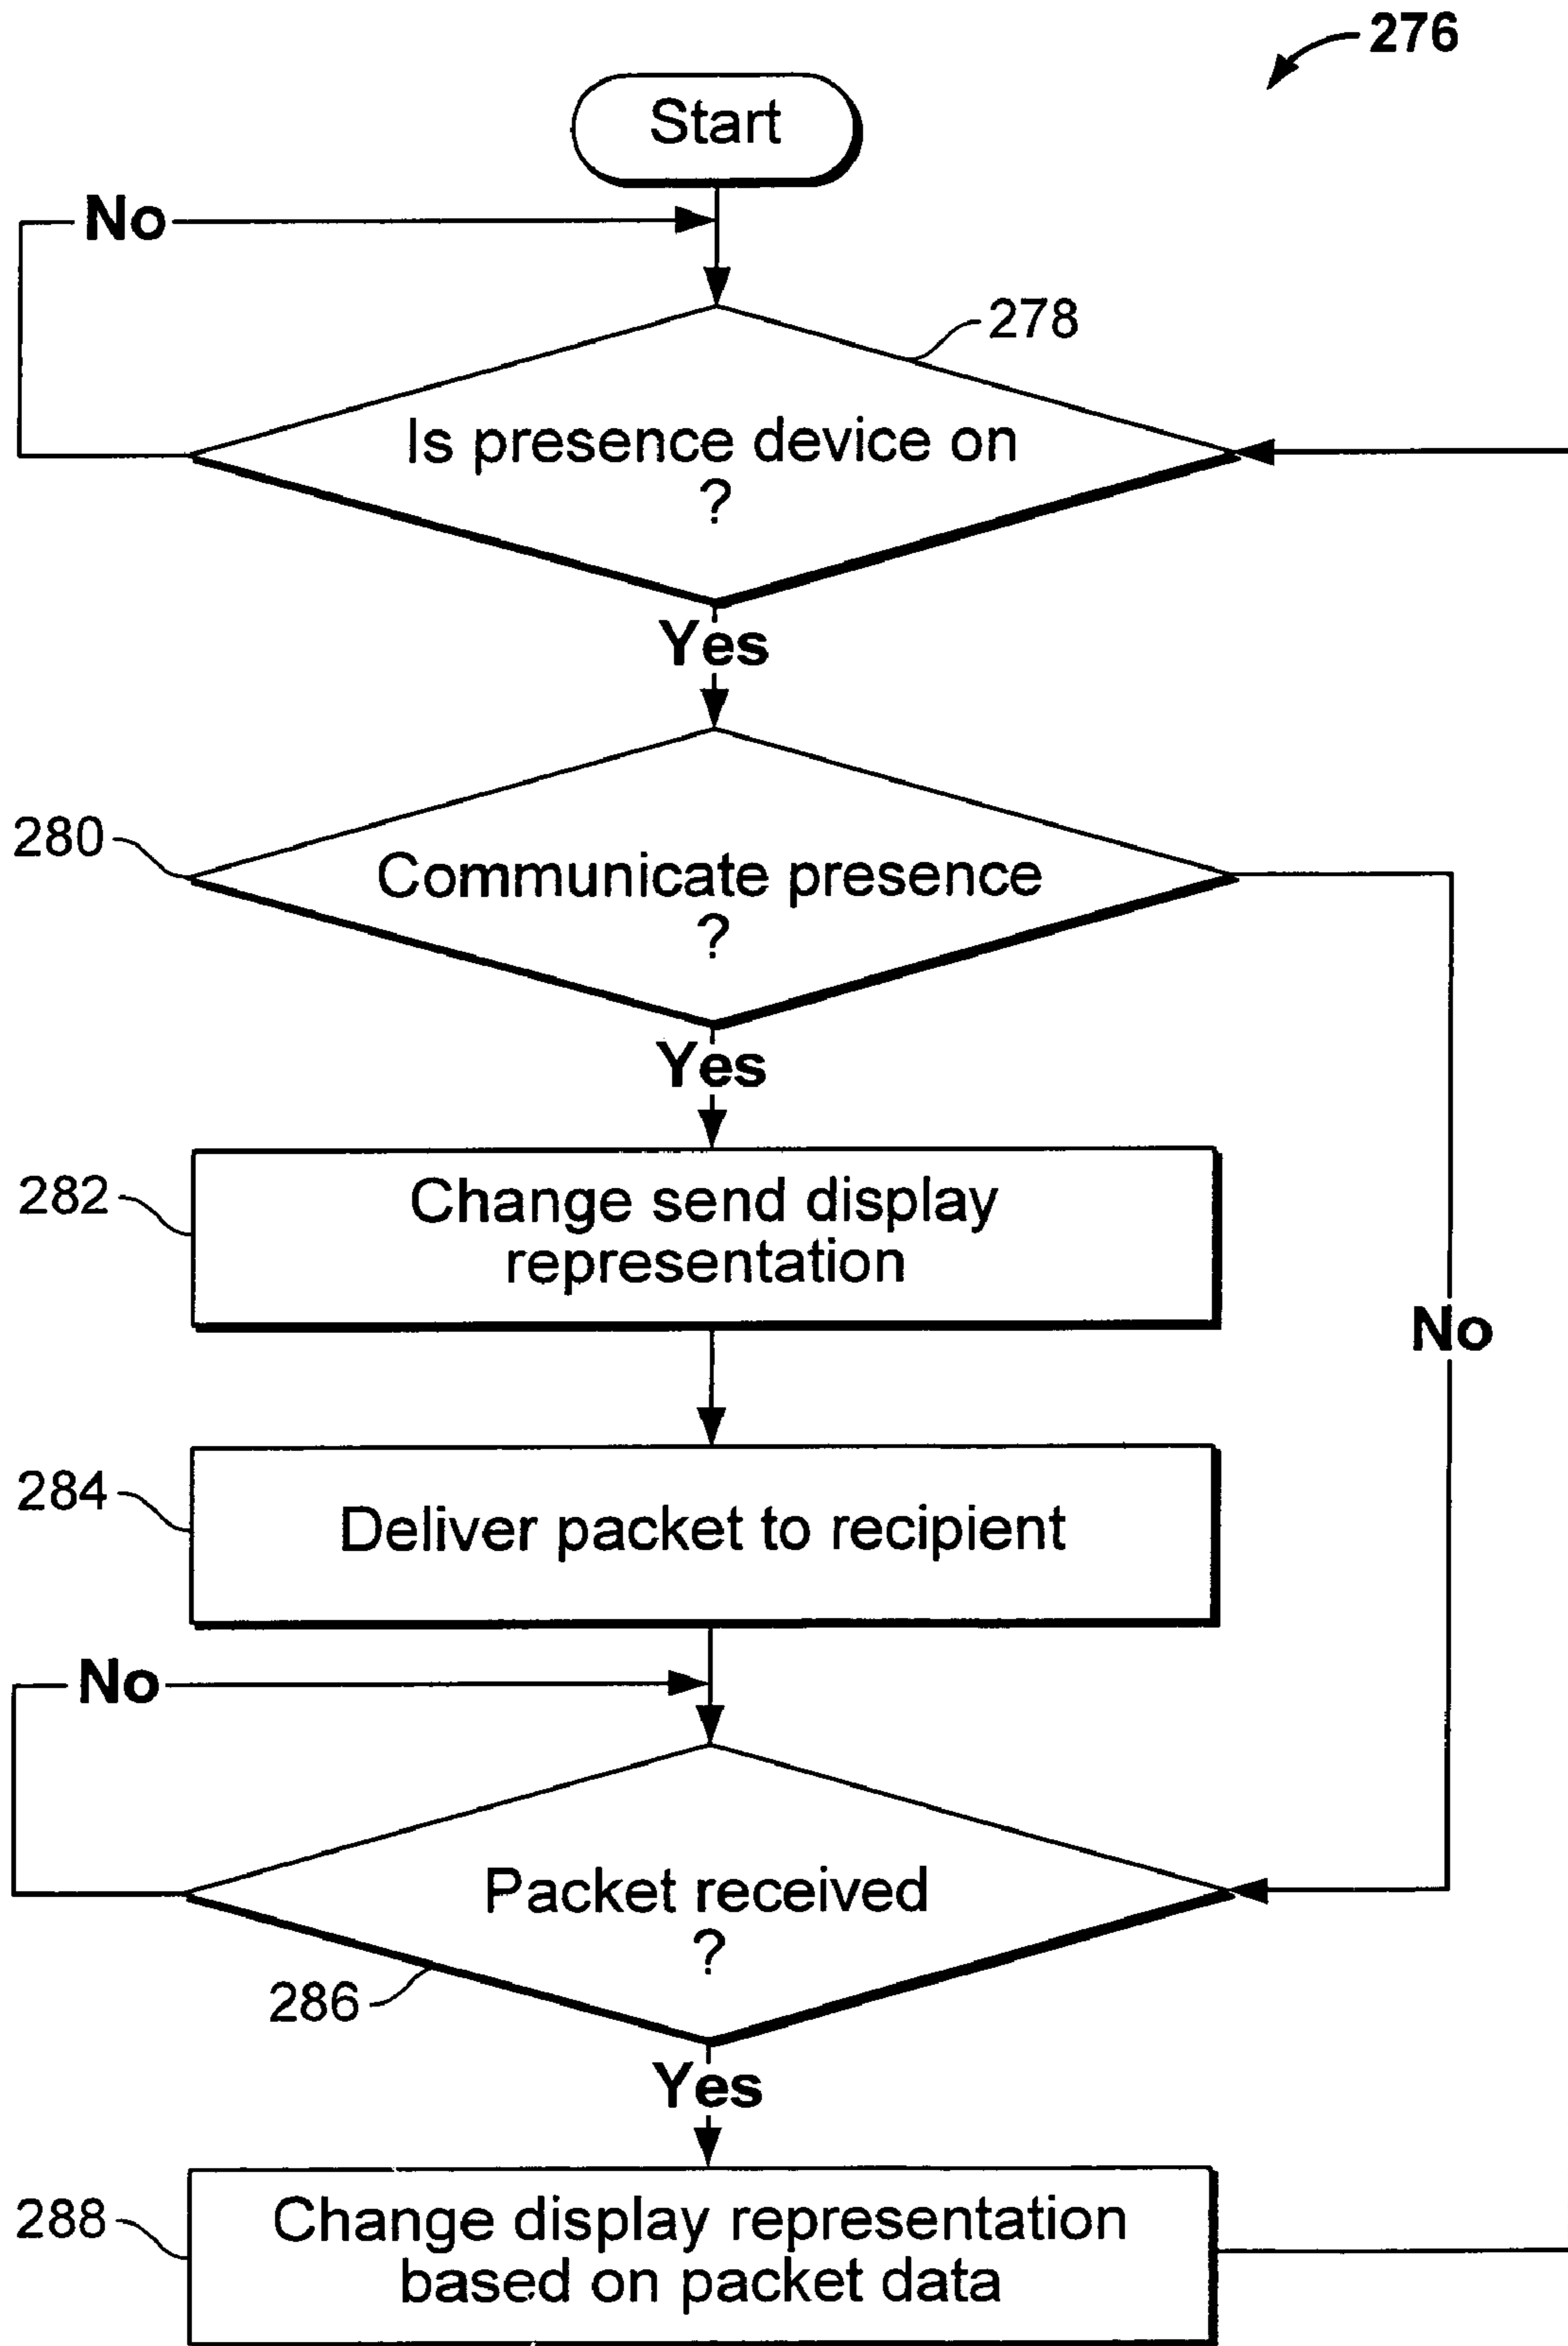 276
Start
No
278
Is presence device on
?
Yes
280
Communicate presence
?
Yes
282
Change send display
representation
No
284
Deliver packet to recipient
No
Packet received
?
286
Yes
288
Change display representation
based on packet data